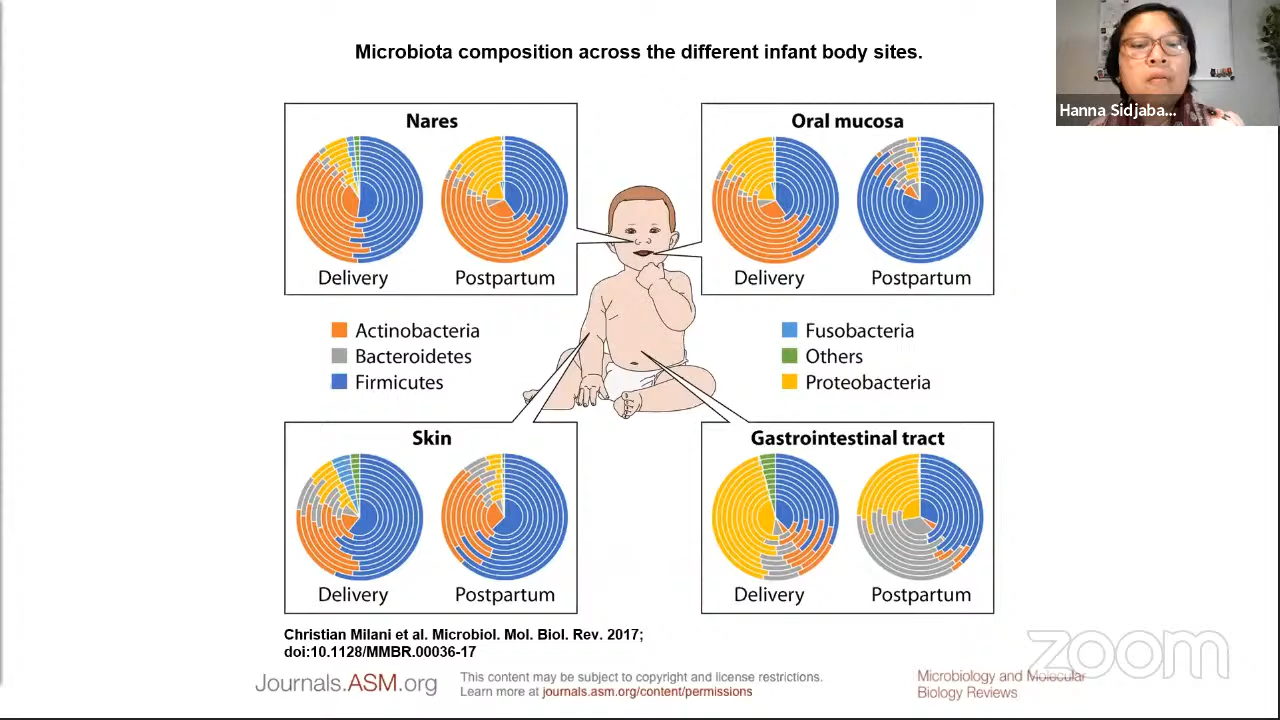 Microbiota composition across the different infant body sites.
Hanna Sidjaba...
Nares
Delivery
Postpartum
Oral mucosa
Delivery
Postpartum
Actinobacteria
Bacteroidetes
Firmicutes
Fusobacteria
Others
Proteobacteria
Skin
Delivery
Postpartum
Gastrointestinal tract
Delivery
Postpartum
Christian Milani et al. Microbiol. Mol. Biol. Rev. 2017;
doi:10.1128/MMBR.00036-17
Journals.ASM.org
This content may be subject to copyright and license restrictions.
Learn more at journals.asm.org/content/permissions
Microbiology and Molecular
Biology Reviews
zoom